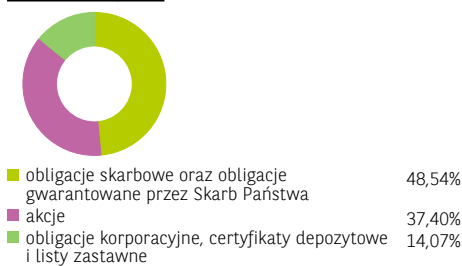 obligacje skarbowe oraz obligacje
gwarantowane przez Skarb Państwa 48,54%
akcje 37,40%
obligacje korporacyjne, certyfikaty depozytowe 14,07%
i listy zastawne